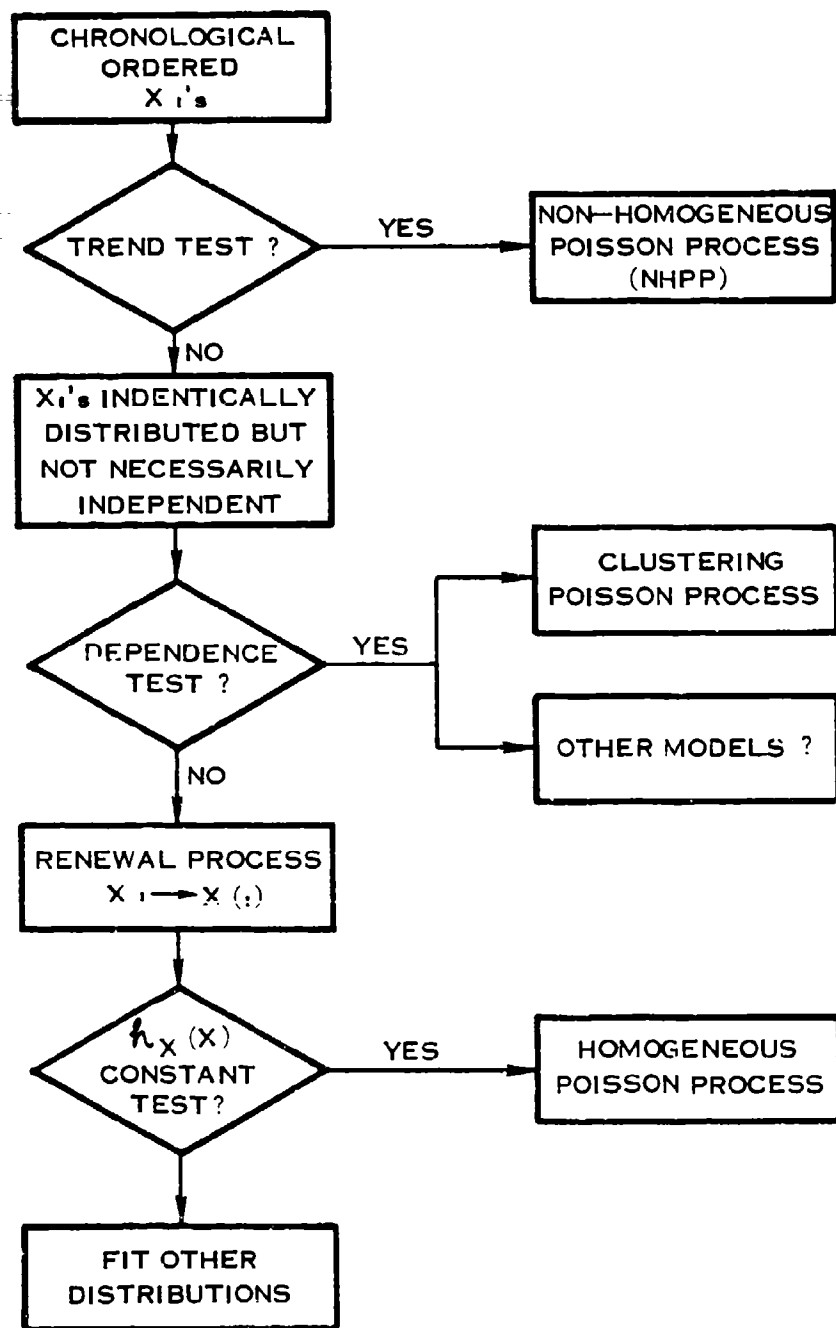 CHRONOLOGICAL
ORDERED
X ı's
TREND TEST ?
YES
NON-HOMOGENEOUS
POISSON PROCESS
(NHPP)
NO
Xı's INDENTICALLY
DISTRIBUTED BUT
NOT NECESSARILY
INDEPENDENT
DEPENDENCE
TEST ?
YES
CLUSTERING
POISSON PROCESS
OTHER MODELS ?
NO
RENEWAL PROCESS
X ı → X (:)
h X (X)
CONSTANT
TEST?
YES
HOMOGENEOUS
POISSON PROCESS
FIT OTHER
DISTRIBUTIONS